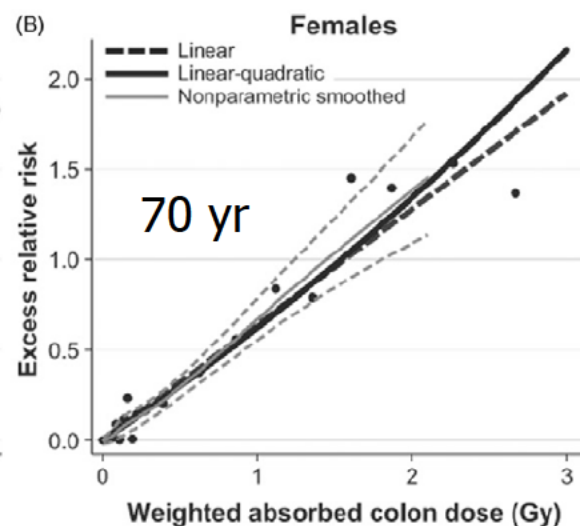 (B)
Females
Linear
Linear-quadratic
Nonparametric smoothed
70 yr
Excess relative risk
2.0
1.5
1.0
0.5
0.0
0
1
2
3
Weighted absorbed colon dose (Gy)